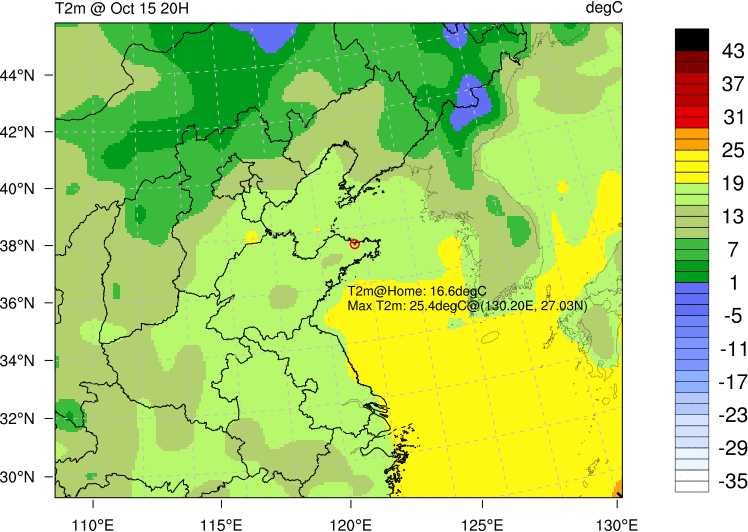 T2m @ Oct 15 20H
degC
44°N
42°N
40°N
38°N
36°N
34°N
32°N
30°N
T2m@Home: 16.6degC
Max T2m: 25.4degC@(130.20E, 27.03N)
110°E
115°E
120°E
125°E
130°E
43
37
31
25
19
13
7
1
-5
-11
-17
-23
-29
-35